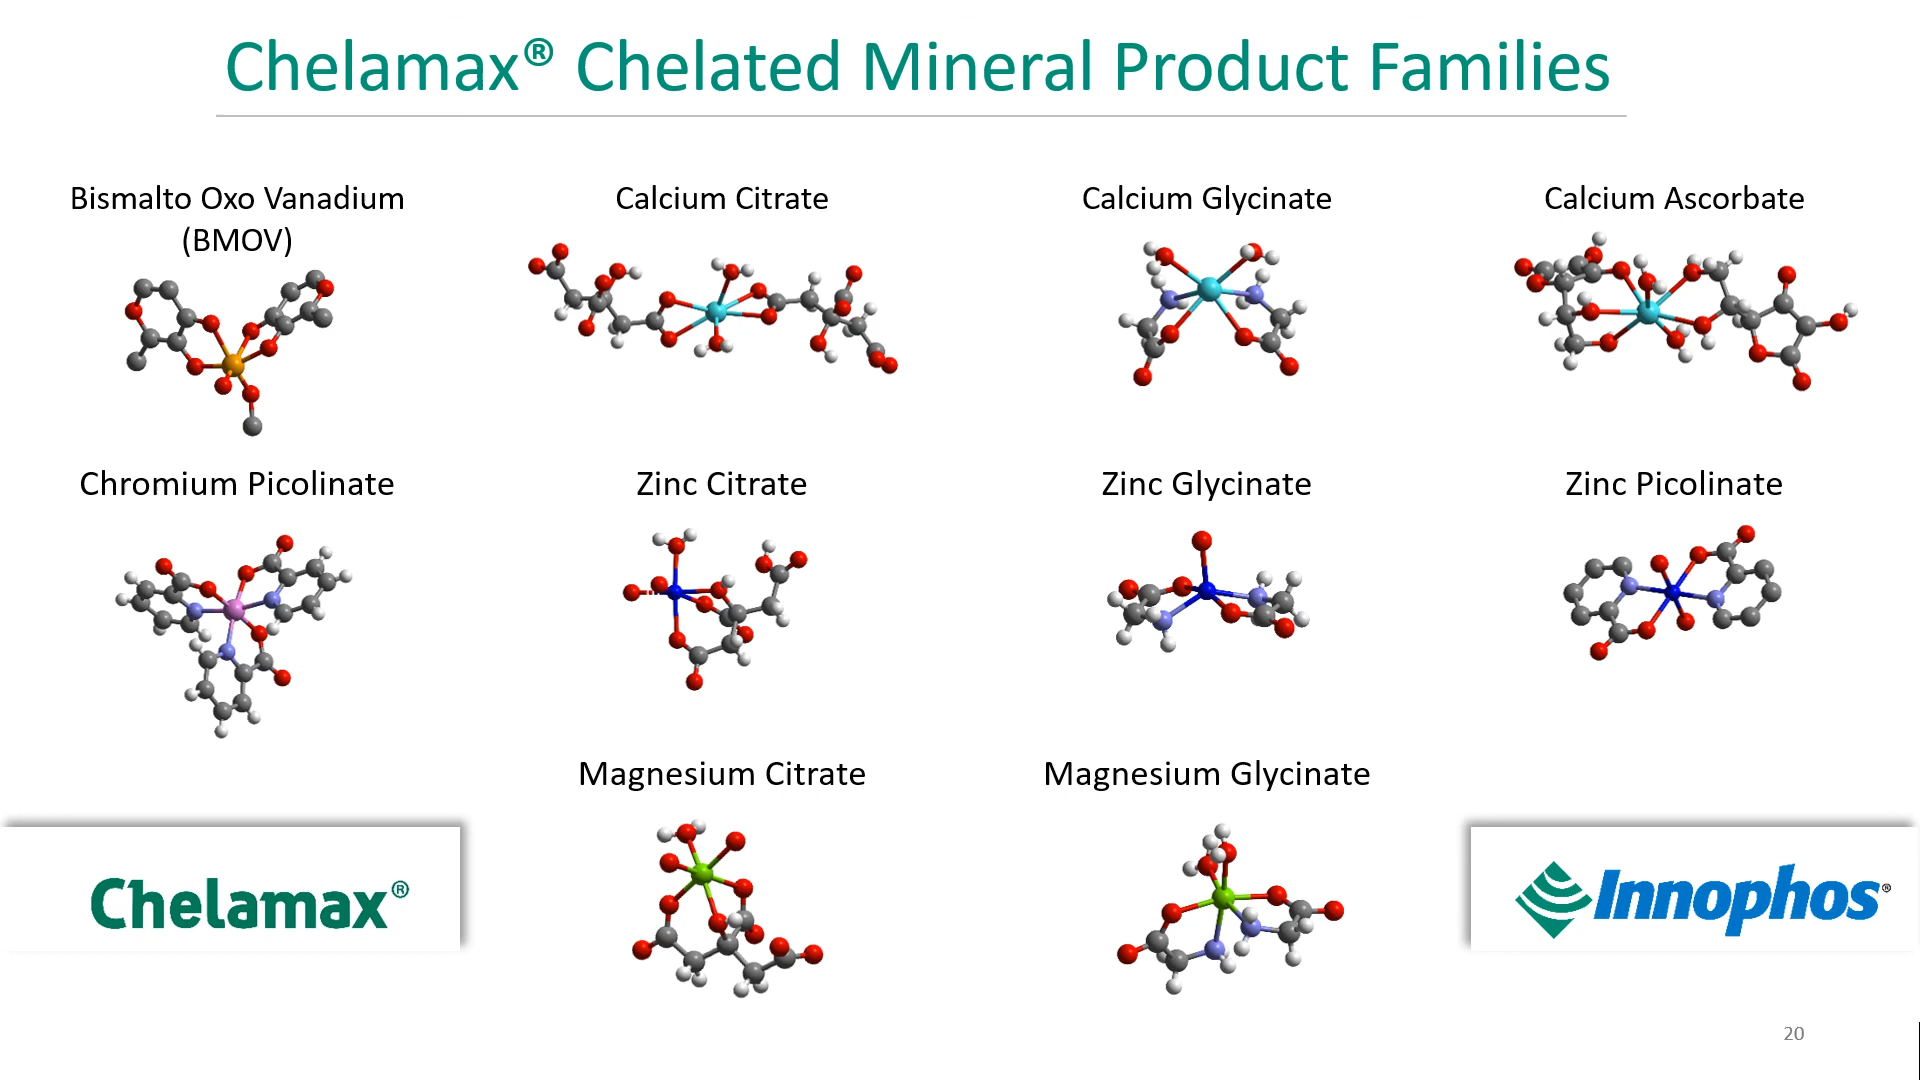 Chelamax® Chelated Mineral Product Families
Bismalto Oxo Vanadium
(BMOV)
Calcium Citrate
Calcium Glycinate
Calcium Ascorbate
Chromium Picolinate
Zinc Citrate
Zinc Glycinate
Zinc Picolinate
Magnesium Citrate
Magnesium Glycinate
Chelamax®
Innophos®
20